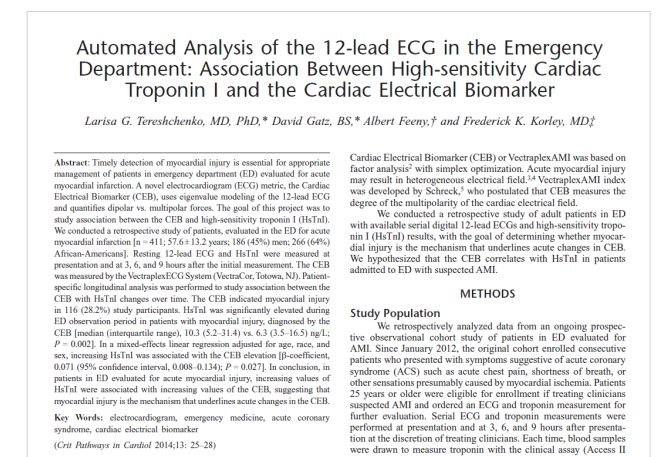 Automated Analysis of the 12-lead ECG in the Emergency
Department: Association Between High-sensitivity Cardiac
Troponin I and the Cardiac Electrical Biomarker
Larisa G. Tereshchenko, MD, PhD,* David Gatz, BS,* Albert Feeny,† and Frederick K. Korley, MD‡
Abstract: Timely detection of myocardial injury is essential for appropriate
management of patients in emergency department (ED) evaluated for acute
myocardial infarction. A novel electrocardiogram (ECG) metric, the Cardiac
Electrical Biomarker (CEB), uses eigenvalue modeling of the 12-lead ECG
and quantifies dipolar vs. multipolar forces. The goal of this project was to
study association between the CEB and high-sensitivity troponin I (HsTnI).
We conducted a retrospective study of patients, evaluated in the ED for acute
myocardial infarction [n = 411; 57.6 ± 13.2 years; 186 (45%) men; 266 (64%)
African-Americans]. Resting 12-lead ECG and HsTnI were measured at
presentation and at 3, 6, and 9 hours after the initial measurement. The CEB
was measured by the VectraplexECG System (VectraCor, Totowa, NJ). Patient-
specific longitudinal analysis was performed to study association between the
CEB with HsTnI changes over time. The CEB indicated myocardial injury
in 116 (28.2%) study participants. HsTnI was significantly elevated during
ED observation period in patients with myocardial injury, diagnosed by the
CEB [median (interquartile range), 10.3 (5.2–31.4) vs. 6.3 (3.5–16.5) ng/L;
P = 0.002]. In a mixed-effects linear regression adjusted for age, race, and
sex, increasing HsTnI was associated with the CEB elevation [β-coefficient,
0.071 (95% confidence interval, 0.008–0.134); P = 0.027]. In conclusion, in
patients in ED evaluated for acute myocardial injury, increasing values of
HsTnI were associated with increasing values of the CEB, suggesting that
myocardial injury is the mechanism that underlines acute changes in the CEB.
Key Words: electrocardiogram, emergency medicine, acute coronary
syndrome, cardiac electrical biomarker
(Crit Pathways in Cardiol 2014;13: 25–28)
Cardiac Electrical Biomarker (CEB) or VectraplexAMI was based on
factor analysis2 with simplex optimization. Acute myocardial injury
may result in heterogeneous electrical field.3,4 VectraplexAMI index
was developed by Schreck,5 who postulated that CEB measures the
degree of the multipolarity of the cardiac electrical field.
We conducted a retrospective study of adult patients in ED
with available serial digital 12-lead ECGs and high-sensitivity tropo-
nin I (HsTnI) results, with the goal of determining whether myocar-
dial injury is the mechanism that underlines acute changes in CEB.
We hypothesized that the CEB correlates with HsTnI in patients
admitted to ED with suspected AMI.
METHODS
Study Population
We retrospectively analyzed data from an ongoing prospec-
tive observational cohort study of patients in ED evaluated for
AMI. Since January 2012, the original cohort enrolled consecutive
patients who presented with symptoms suggestive of acute coronary
syndrome (ACS) such as acute chest pain, shortness of breath, or
other sensations presumably caused by myocardial ischemia. Patients
25 years or older were eligible for enrollment if treating clinicians
suspected AMI and ordered an ECG and troponin measurement for
further evaluation. Serial ECG and troponin measurements were
performed at presentation and at 3, 6, and 9 hours after presenta-
tion at the discretion of treating clinicians. Each time, blood samples
were drawn to measure troponin with the clinical assay (Access II